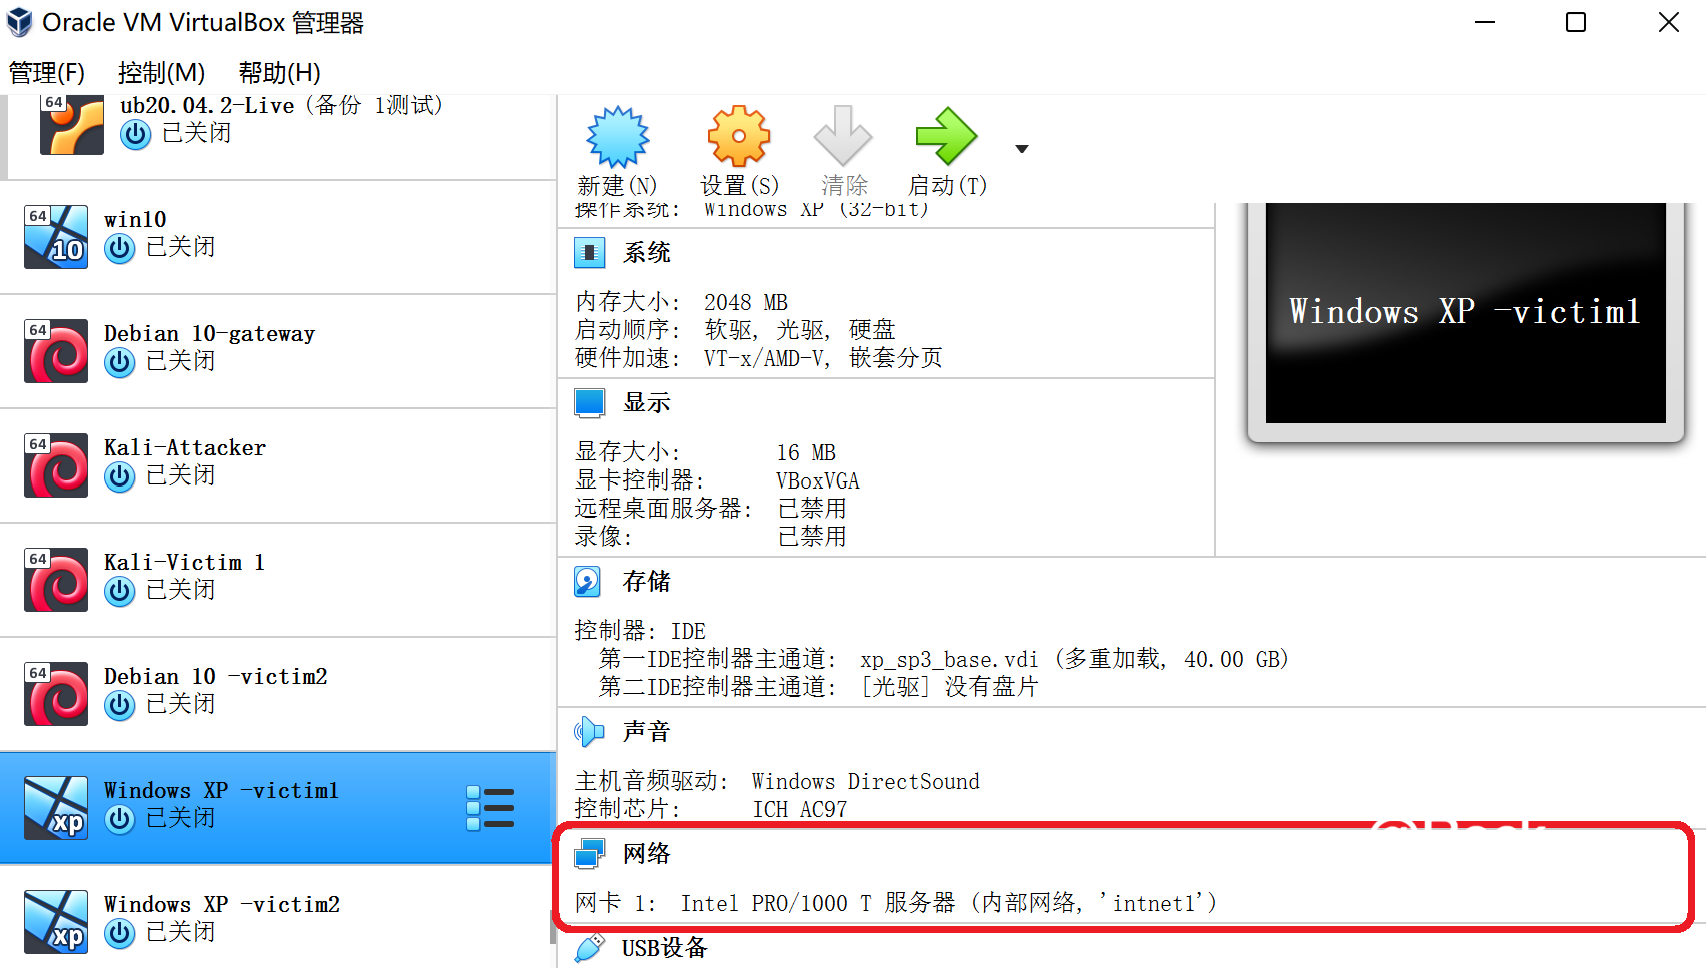 Oracle VM VirtualBox 管理器
管理(F) 控制(M) 帮助(H)
64
ub20.04.2-Live (备份 1测试)
已关闭
64
10
win10
已关闭
64
Debian 10-gateway
已关闭
64
Kali-Attacker
已关闭
64
Kali-Victim 1
已关闭
64
Debian 10 -victim2
已关闭
xp
Windows XP -victim1
已关闭
xp
Windows XP -victim2
已关闭
新建(N) 设置(S) 清除 启动(T)
操作系统: Windows XP (32-bit)
系统
内存大小: 2048 MB
启动顺序: 软驱, 光驱, 硬盘
硬件加速: VT-x/AMD-V, 嵌套分页
显示
显存大小: 16 MB
显卡控制器: VBoxVGA
远程桌面服务器: 已禁用
录像: 已禁用
Windows XP -victim1
存储
控制器: IDE
第一IDE控制器主通道: xp_sp3_base.vdi (多重加载, 40.00 GB)
第二IDE控制器主通道: [光驱] 没有盘片
声音
主机音频驱动: Windows DirectSound
控制芯片: ICH AC97
网络
网卡 1: Intel PRO/1000 T 服务器 (内部网络, 'intnet1')
USB设备